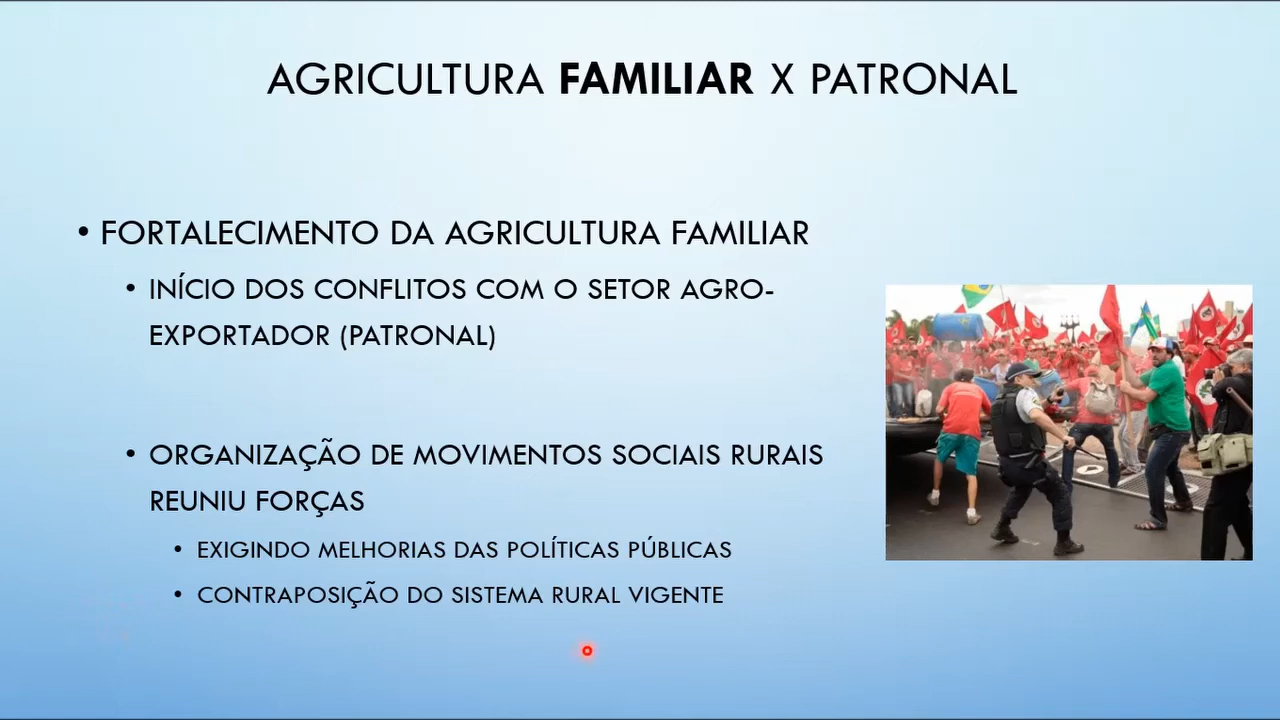 AGRICULTURA FAMILIAR X PATRONAL
• FORTALECIMENTO DA AGRICULTURA FAMILIAR
• INÍCIO DOS CONFLITOS COM O SETOR AGRO-
EXPORTADOR (PATRONAL)
• ORGANIZAÇÃO DE MOVIMENTOS SOCIAIS RURAIS
REUNIU FORÇAS
• EXIGINDO MELHORIAS DAS POLÍTICAS PÚBLICAS
• CONTRAPOSIÇÃO DO SISTEMA RURAL VIGENTE